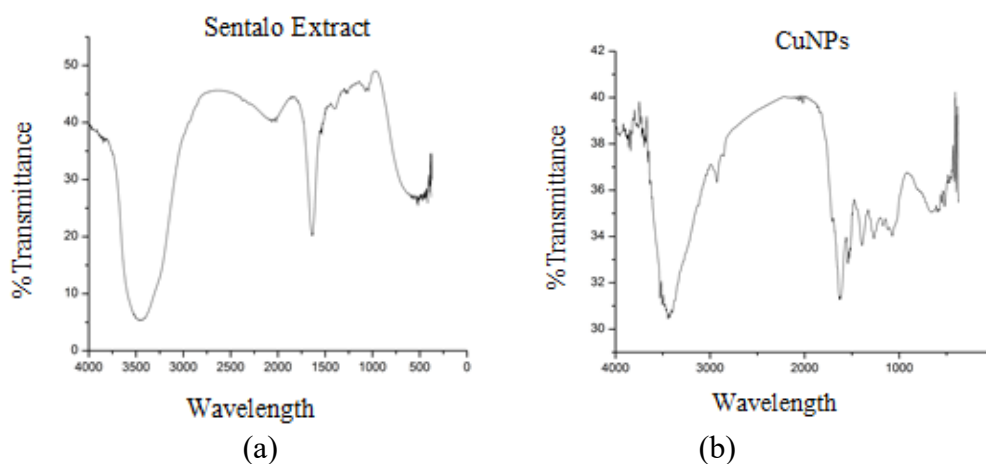 Sentalo Extract
%Transmittance
50
40
30
20
10
0
4000 3500 3000 2500 2000 1500 1000 500 0
Wavelength
(a)
CuNPs
%Transmittance
42
40
38
36
34
32
30
4000 3000 2000 1000
Wavelength
(b)